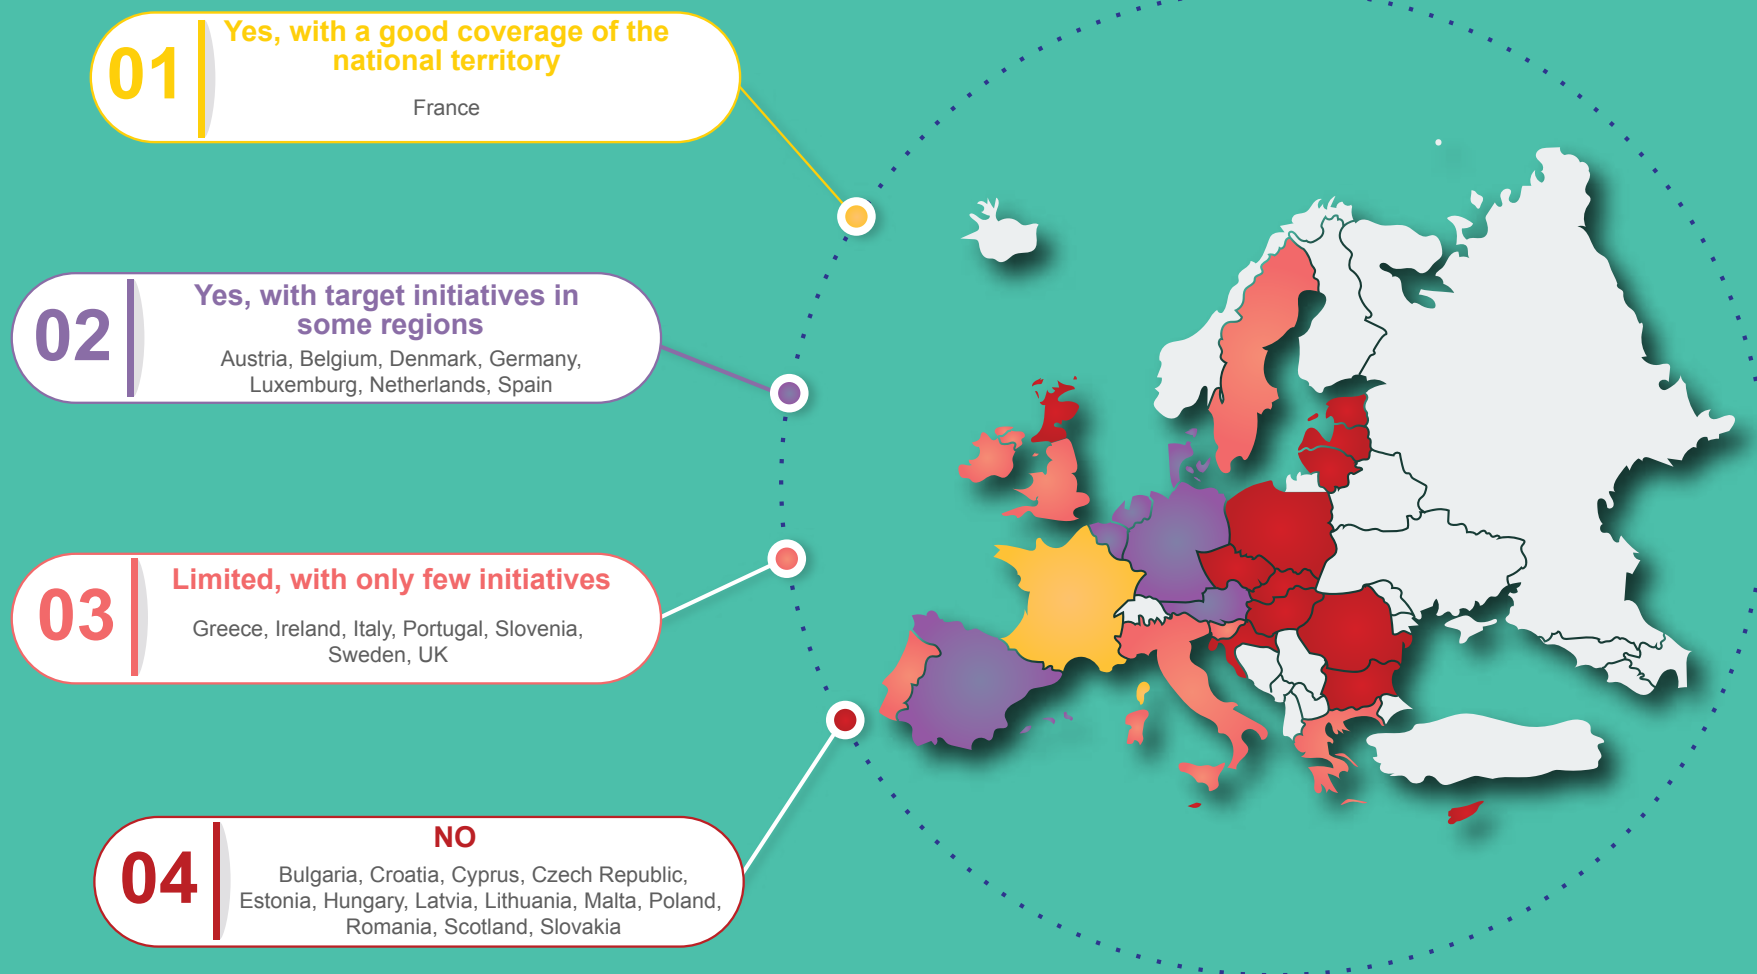 01
Yes, with a good coverage of the
national territory
France
02
Yes, with target initiatives in
some regions
Austria, Belgium, Denmark, Germany,
Luxemburg, Netherlands, Spain
03
Limited, with only few initiatives
Greece, Ireland, Italy, Portugal, Slovenia,
Sweden, UK
04
NO
Bulgaria, Croatia, Cyprus, Czech Republic,
Estonia, Hungary, Latvia, Lithuania, Malta, Poland,
Romania, Scotland, Slovakia